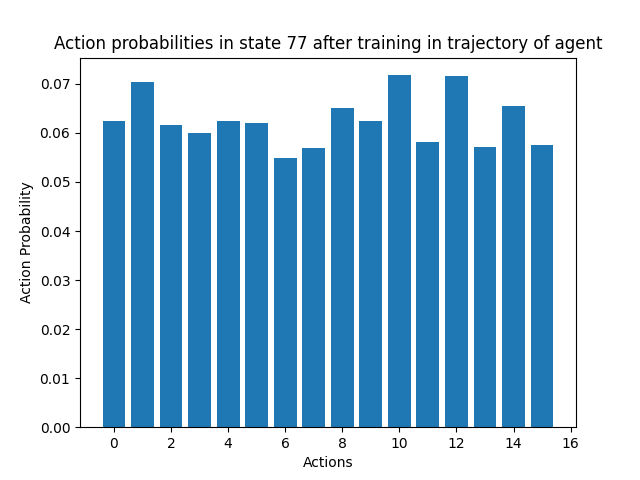 Action probabilities in state 77 after training in trajectory of agent
0.07
0.06
0.05
0.04
0.03
0.02
0.01
0.00
Action Probability
0 2 4 6 8 10 12 14 16
Actions